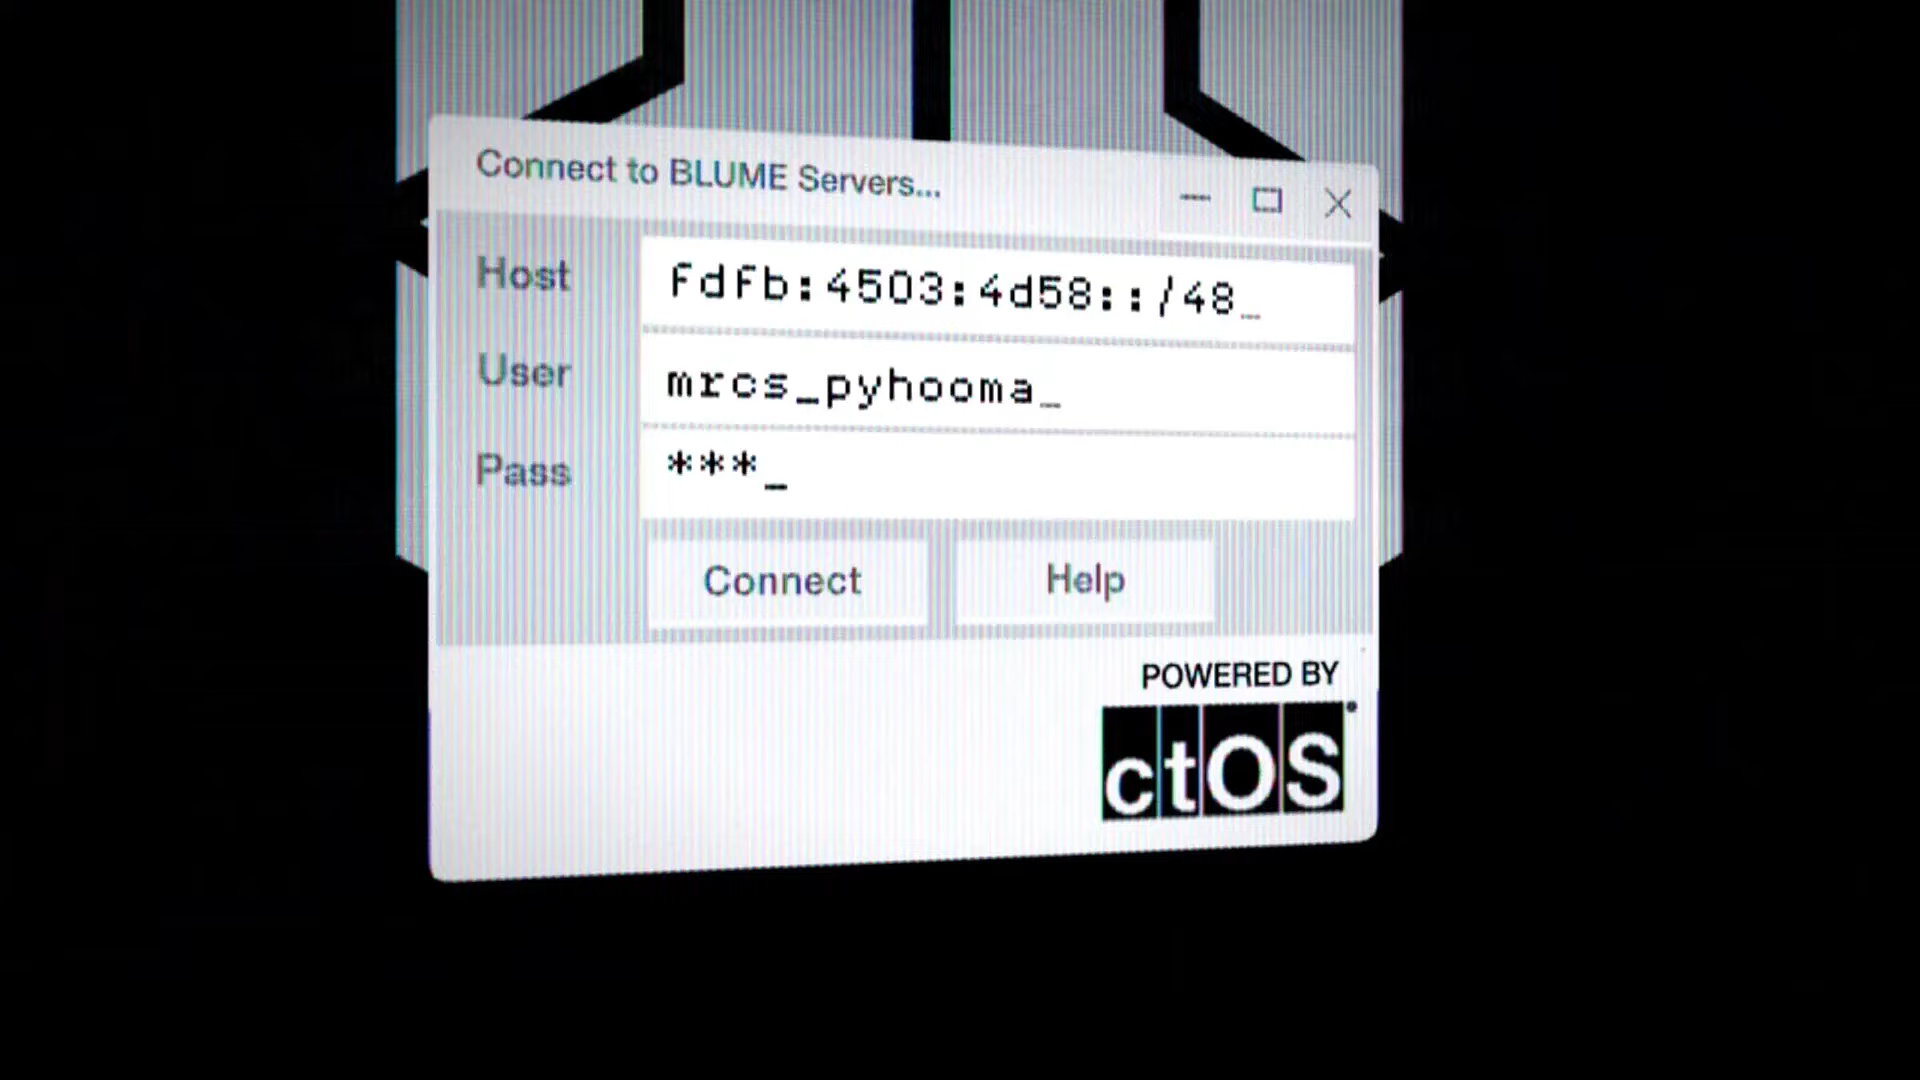 Connect to BLUME Servers...
Host fdfb:4503:4d58::/48_
User mrcs_pyhooma_
Pass ***_
Connect Help
POWERED BY
ctOS